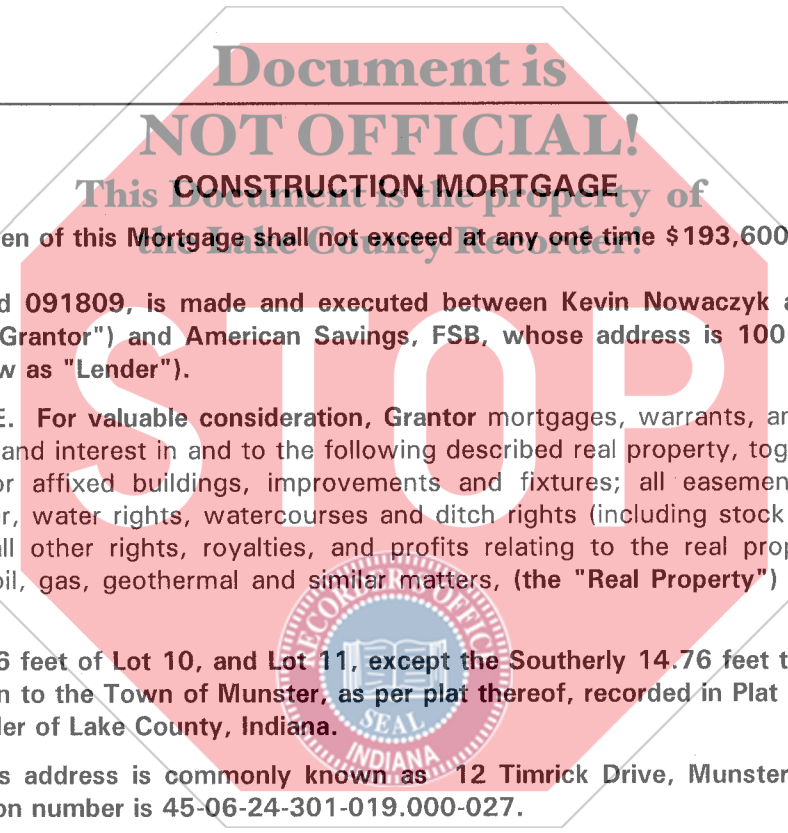 Document is
NOT OFFICIAL!
CONSTRUCTION MORTGAGE
This Document is the property of
en of this Mortgage shall not exceed at any one time $193,600
the Lake County Recorder!
d 091809, is made and executed between Kevin Nowaczyk a
Grantor") and American Savings, FSB, whose address is 100
w as "Lender").
STOP
E. For valuable consideration, Grantor mortgages, warrants, an
and interest in and to the following described real property, tog
or affixed buildings, improvements and fixtures; all easemen
r, water rights, watercourses and ditch rights (including stock
all other rights, royalties, and profits relating to the real prop
oil, gas, geothermal and similar matters, (the "Real Property")
RECORDER'S OFFICE
SEAL
INDIANA
6 feet of Lot 10, and Lot 11, except the Southerly 14.76 feet t
n to the Town of Munster, as per plat thereof, recorded in Plat
der of Lake County, Indiana.
s address is commonly known as 12 Timrick Drive, Munster
on number is 45-06-24-301-019.000-027.